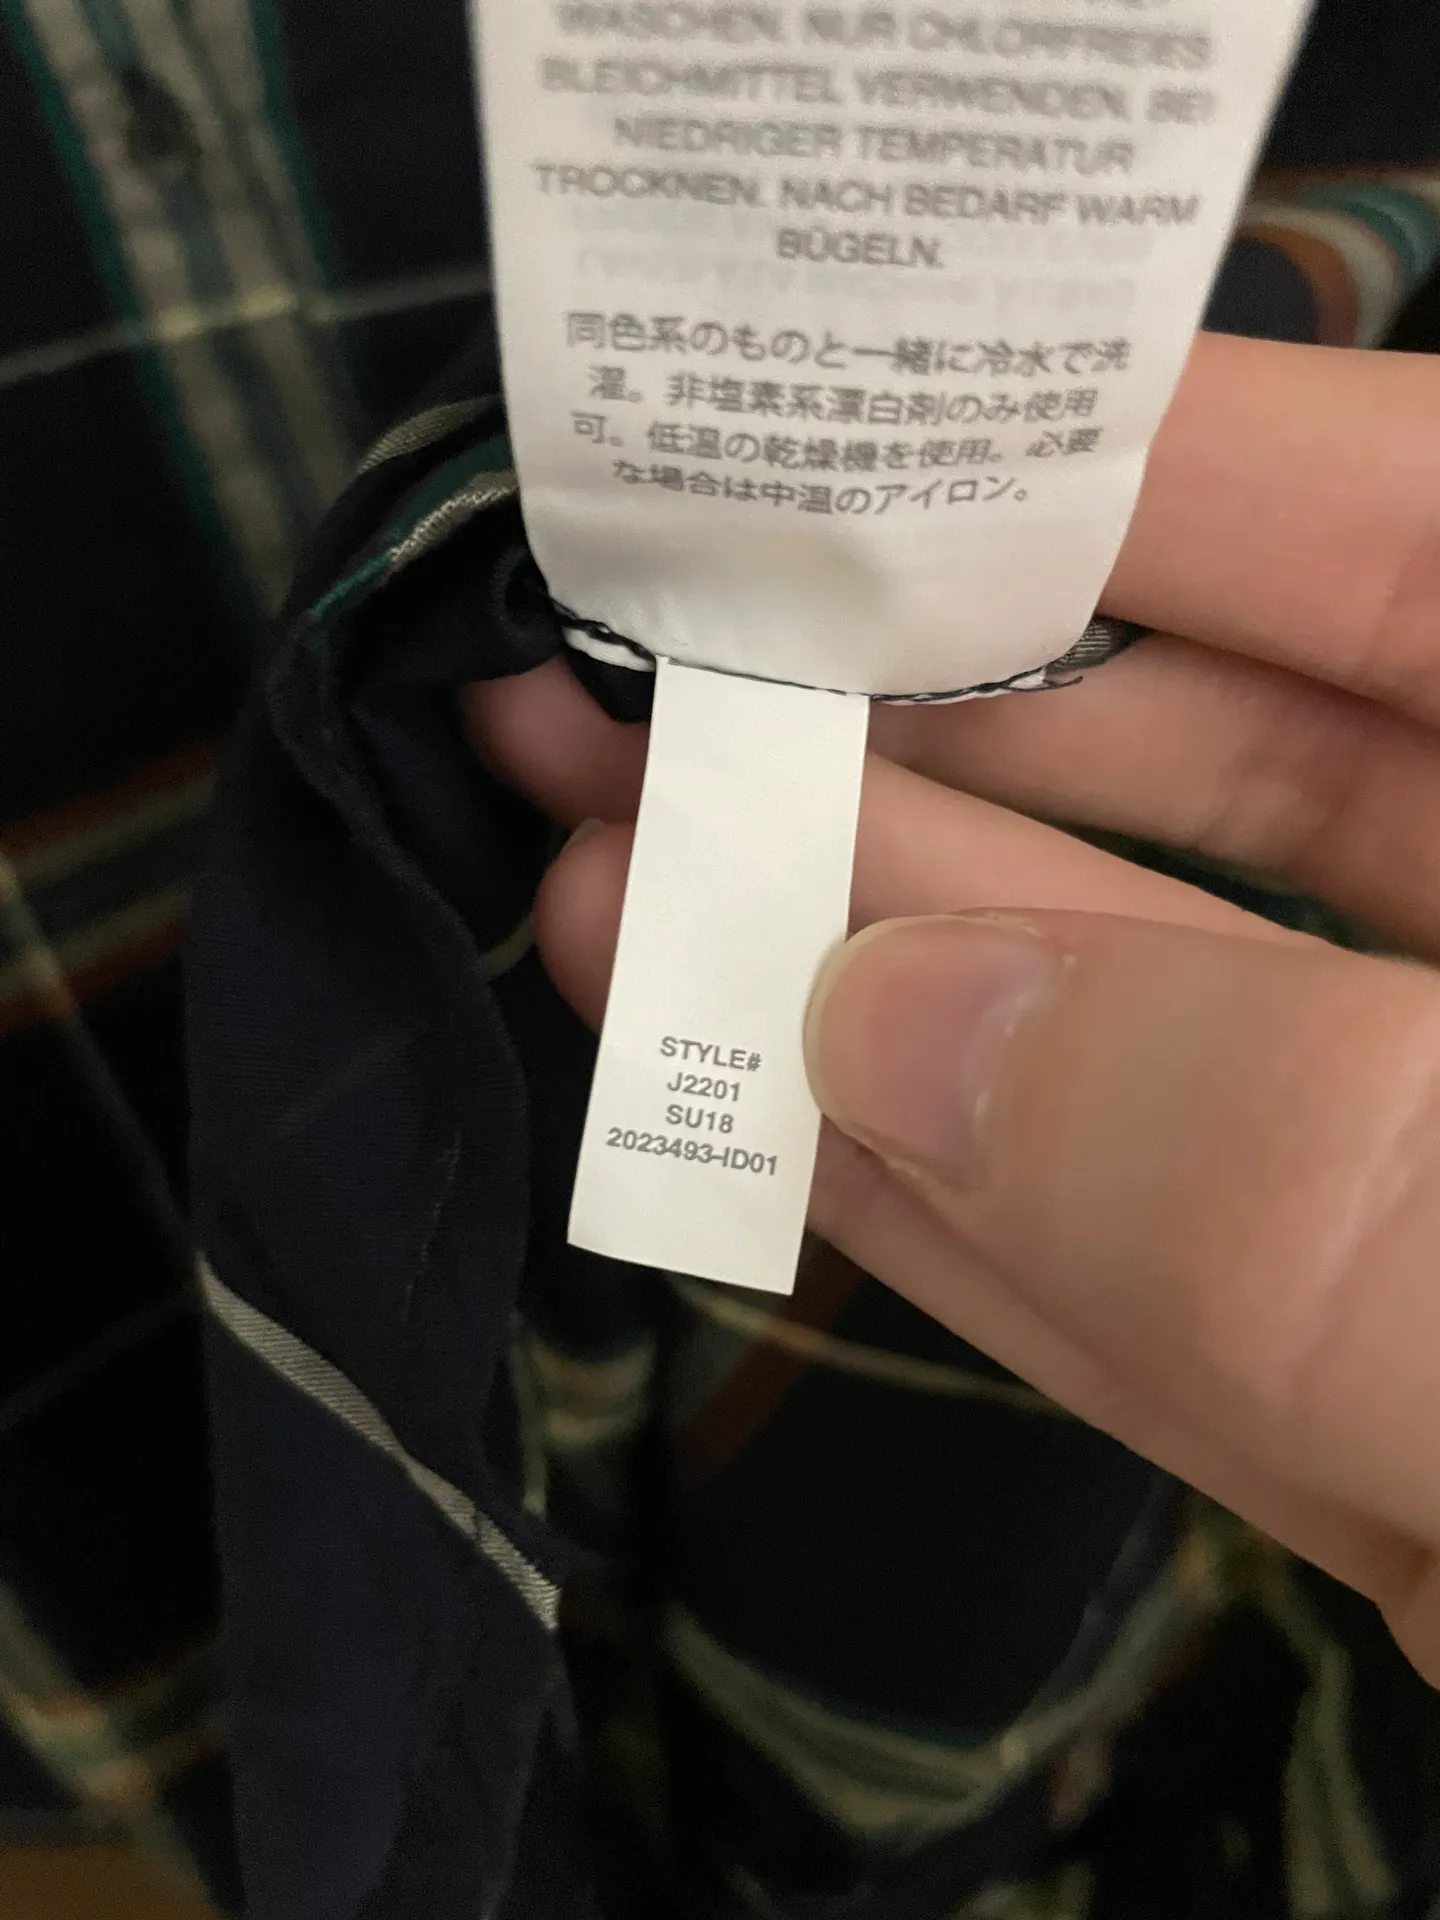 WASCHEN. NUR CHLORFREIES
BLEICHMITTEL VERWENDEN. BEI
NIEDRIGER TEMPERATUR
TROCKNEN. NACH BEDARF WARM
BÜGELN.
同色系のものと一緒に冷水で洗
濯。非塩素系漂白剤のみ使用
可。低温の乾燥機を使用。必要
な場合は中温のアイロン。
STYLE#
J2201
SU18
2023493-ID01